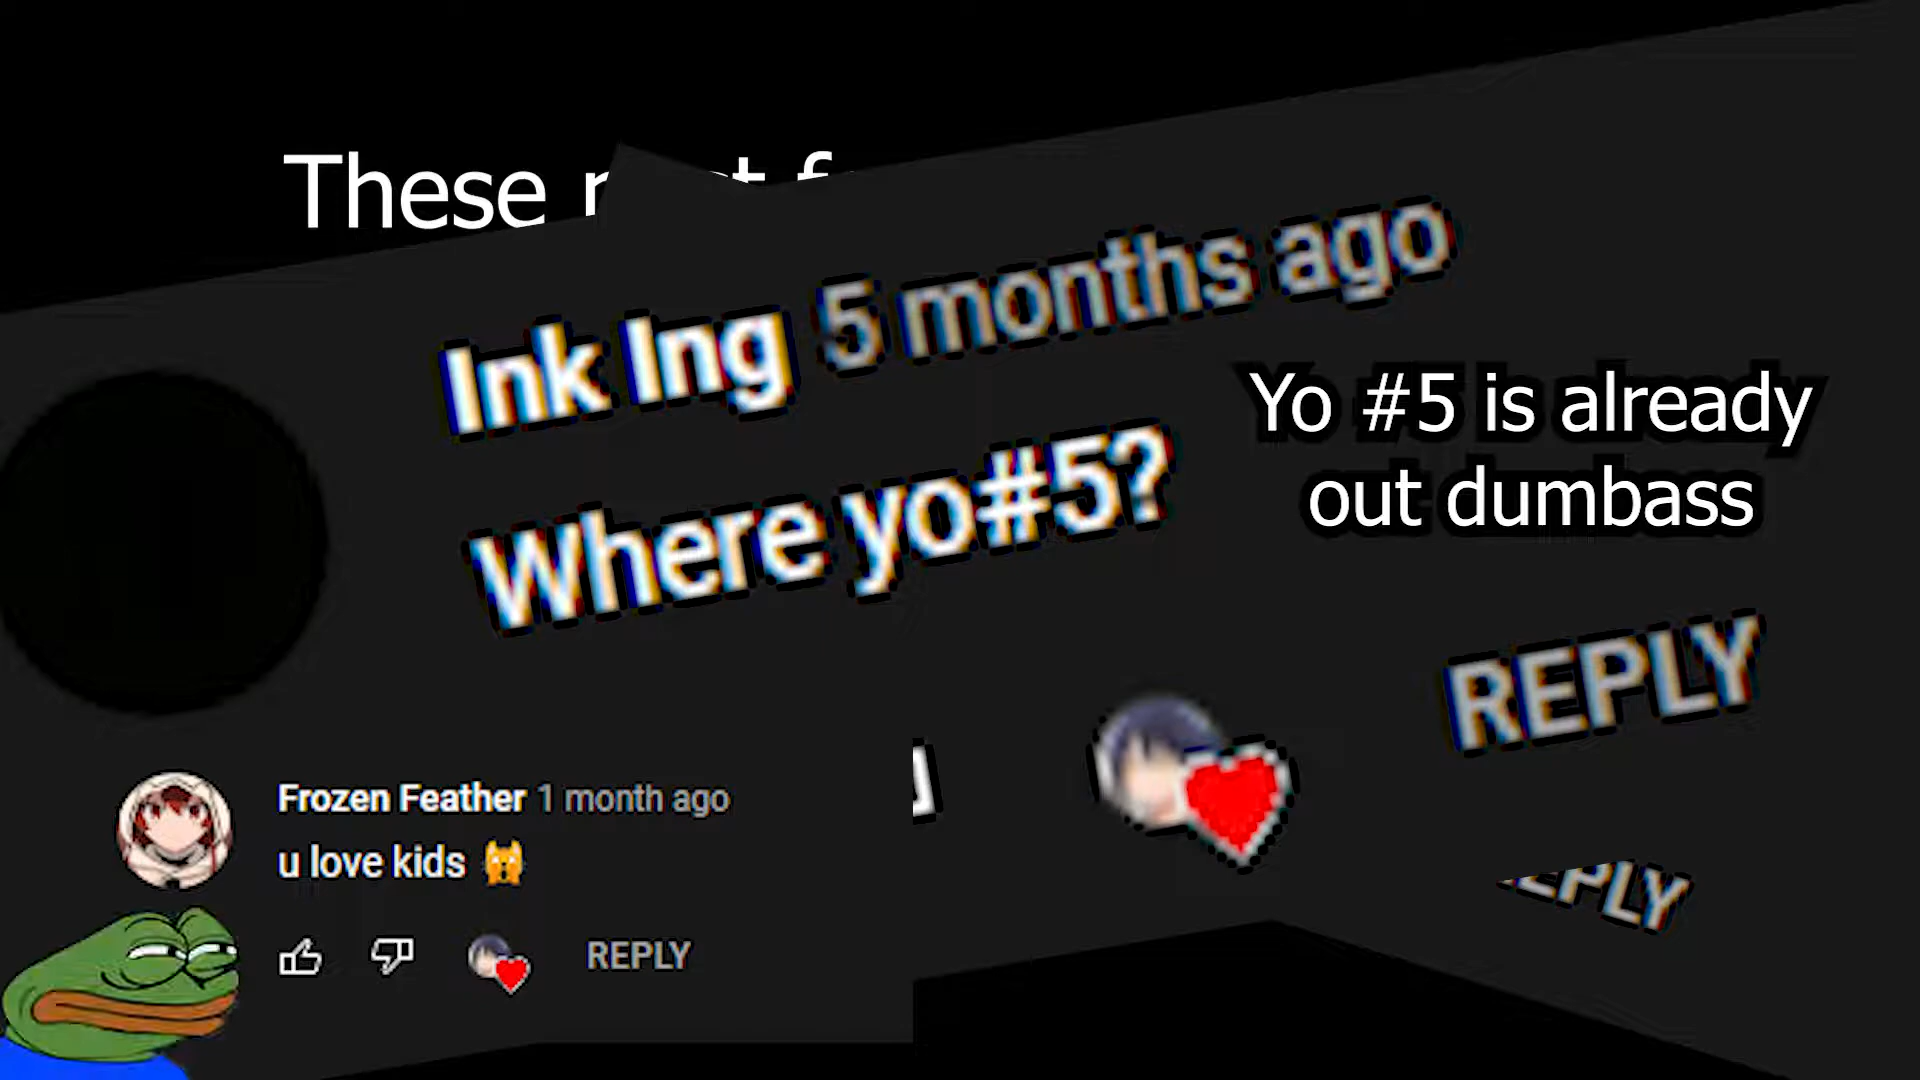 These
Ink Ing 5 months ago
Where yo#5?
Yo #5 is already
out dumbass
REPLY
Frozen Feather 1 month ago
u love kids 🙀
REPLY
EPLY